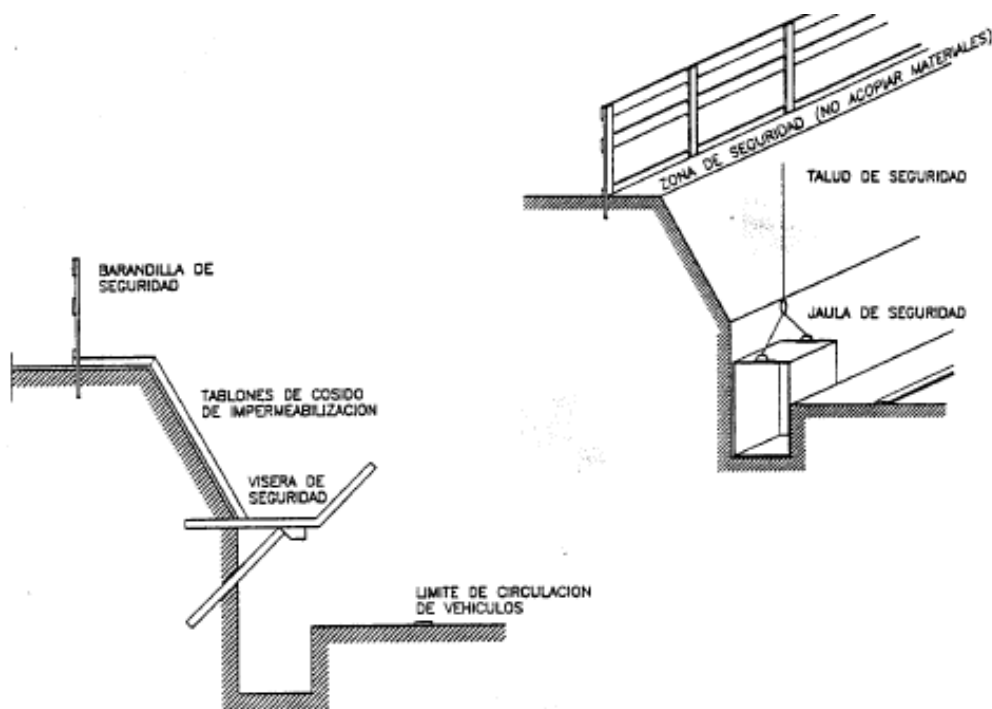 ZONA DE SEGURIDAD (NO ACOPIAR MATERIALES)
TALUD DE SEGURIDAD
JAULA DE SEGURIDAD
BARANDILLA DE
SEGURIDAD
TABLONES DE COSIDO
DE IMPERMEABILIZACION
VISERA DE
SEGURIDAD
LIMITE DE CIRCULACION
DE VEHICULOS